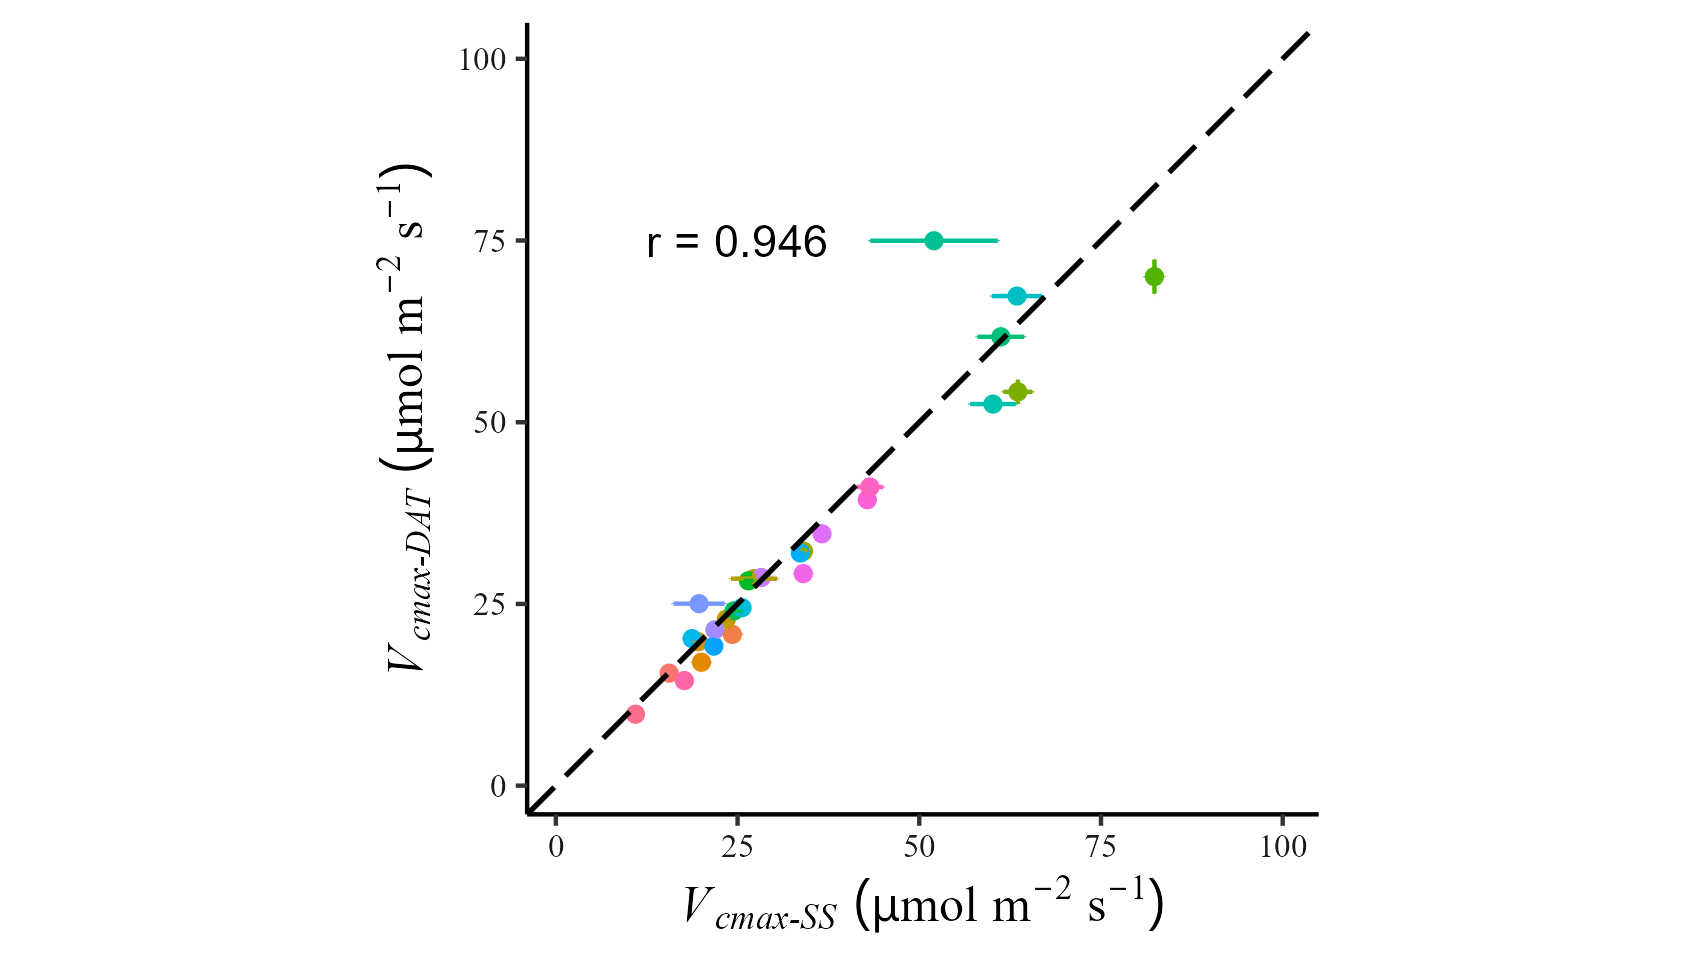 100
75
50
25
0
r = 0.946
0 25 50 75 100
V cmax-SS (μmol m⁻² s⁻¹)
V cmax-DAT (μmol m⁻² s⁻¹)